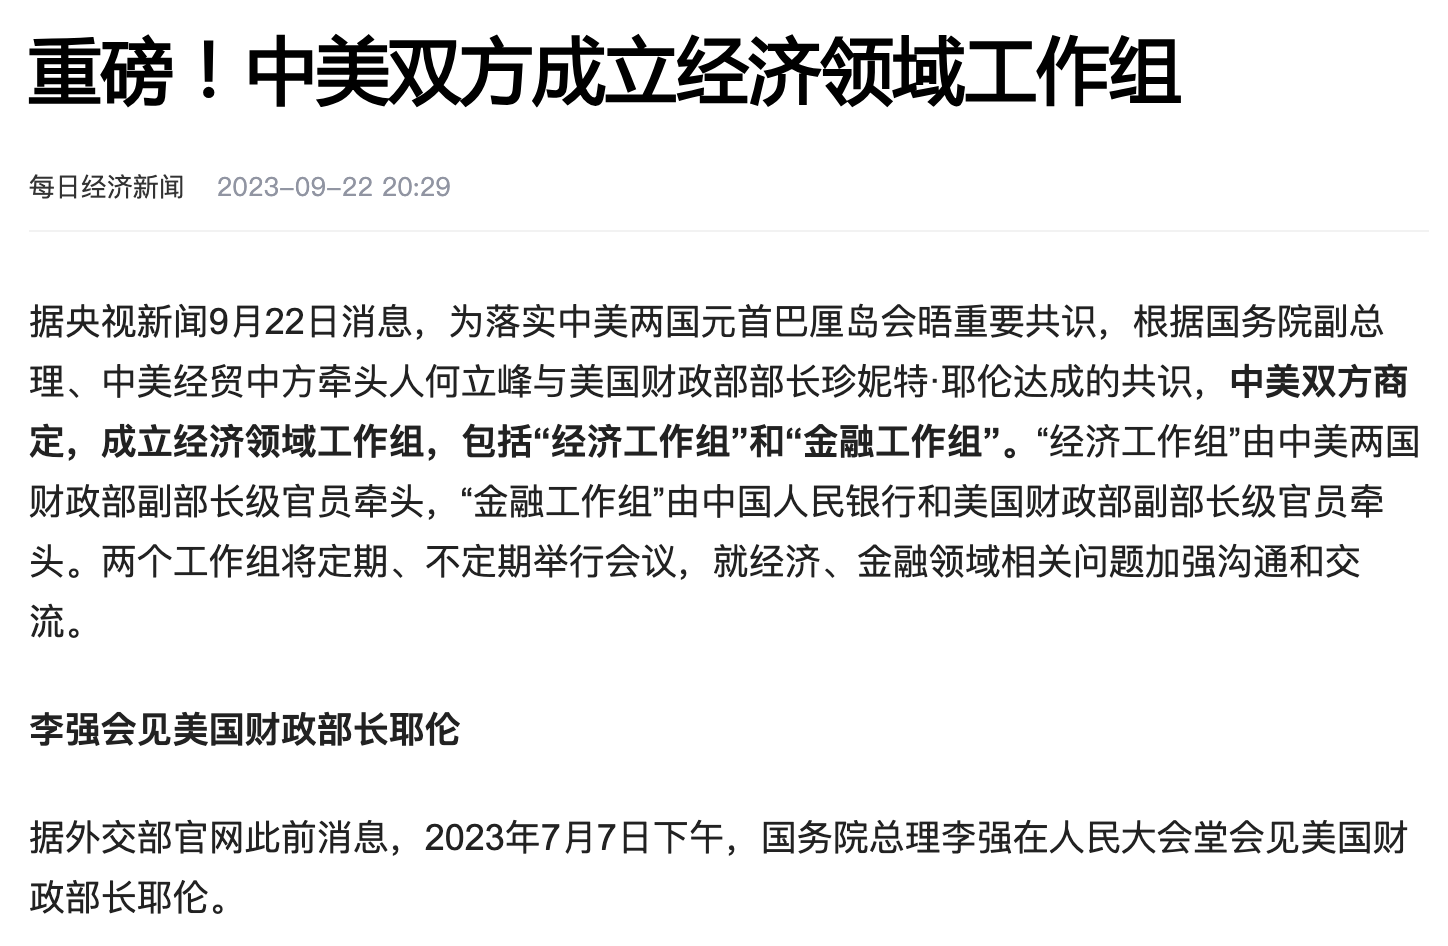 重磅！中美双方成立经济领域工作组
每日经济新闻 2023-09-22 20:29
据央视新闻9月22日消息，为落实中美两国元首巴厘岛会晤重要共识，根据国务院副总
理、中美经贸中方牵头人何立峰与美国财政部部长珍妮特·耶伦达成的共识，中美双方商
定，成立经济领域工作组，包括“经济工作组”和“金融工作组”。“经济工作组”由中美两国
财政部副部长级官员牵头，“金融工作组”由中国人民银行和美国财政部副部长级官员牵
头。两个工作组将定期、不定期举行会议，就经济、金融领域相关问题加强沟通和交
流。
李强会见美国财政部长耶伦
据外交部官网此前消息，2023年7月7日下午，国务院总理李强在人民大会堂会见美国财
政部长耶伦。